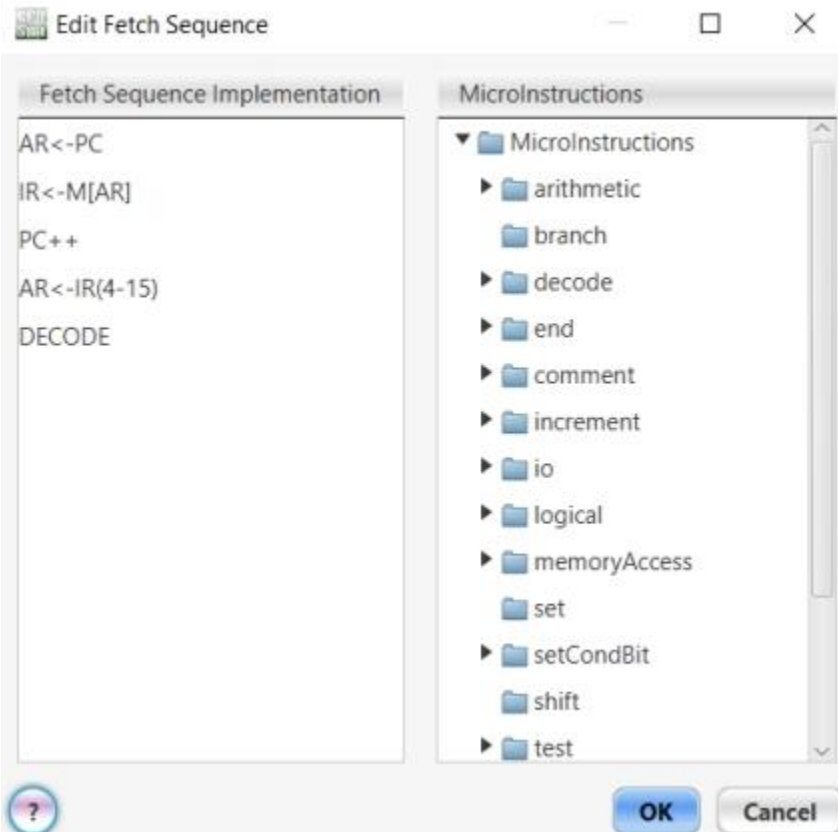 Edit Fetch Sequence
Fetch Sequence Implementation
AR<-PC
IR<-M[AR]
PC++
AR<-IR(4-15)
DECODE
MicroInstructions
MicroInstructions
arithmetic
branch
decode
end
comment
increment
io
logical
memoryAccess
set
setCondBit
shift
test
?
OK
Cancel